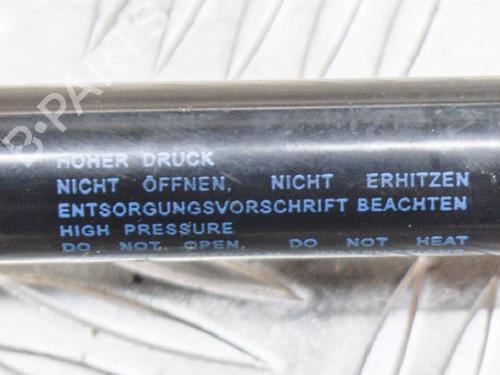 B-PARTS
HOHER DRUCK
NICHT ÖFFNEN. NICHT ERHITZEN
ENTSORGUNGSVORSCHRIFT BEACHTEN
HIGH PRESSURE
DO NOT OPEN. DO NOT HEAT